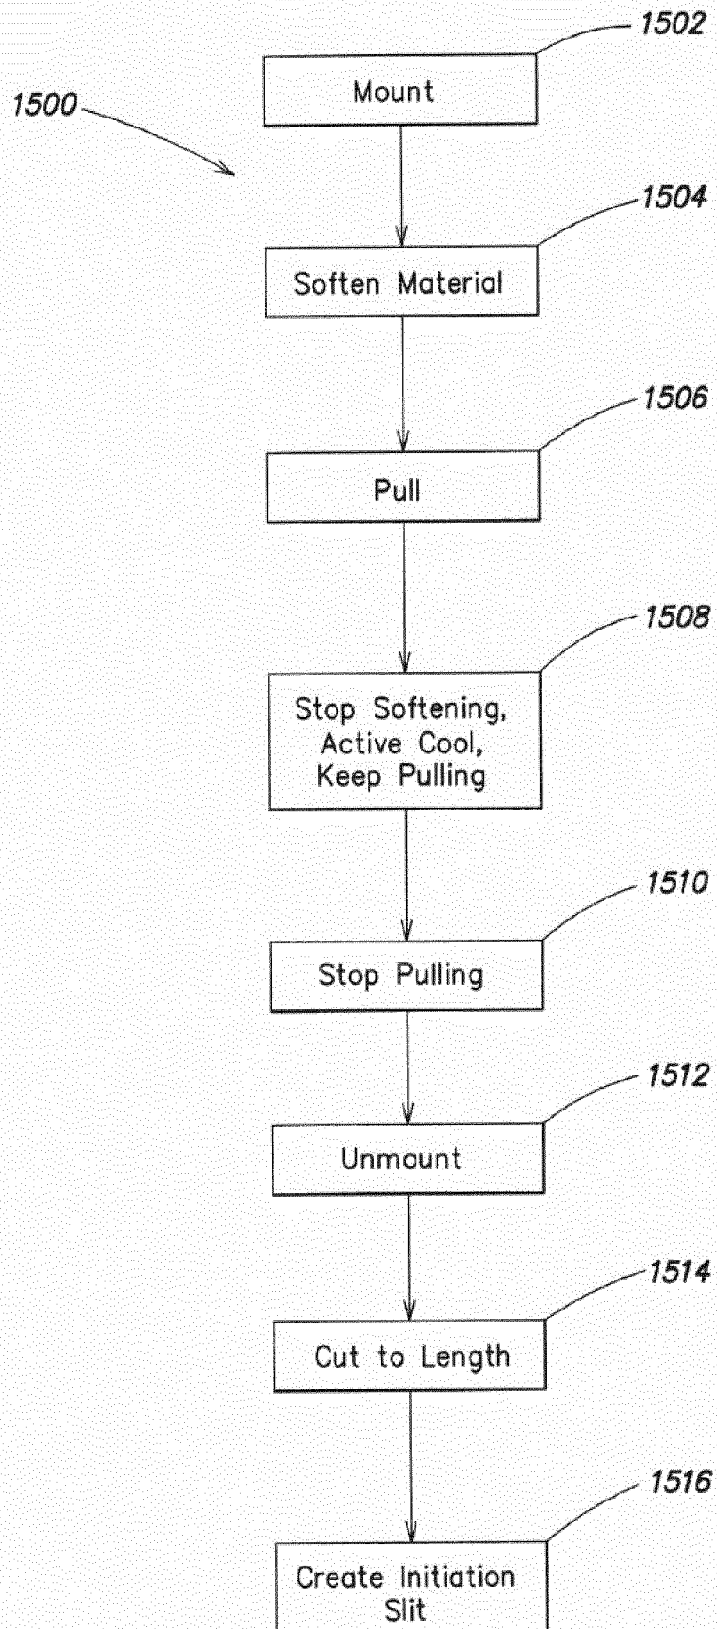 1502
Mount
1500
1504
Soften Material
1506
Pull
1508
Stop Softening,
Active Cool,
Keep Pulling
1510
Stop Pulling
1512
Unmount
1514
Cut to Length
1516
Create Initiation
Slit